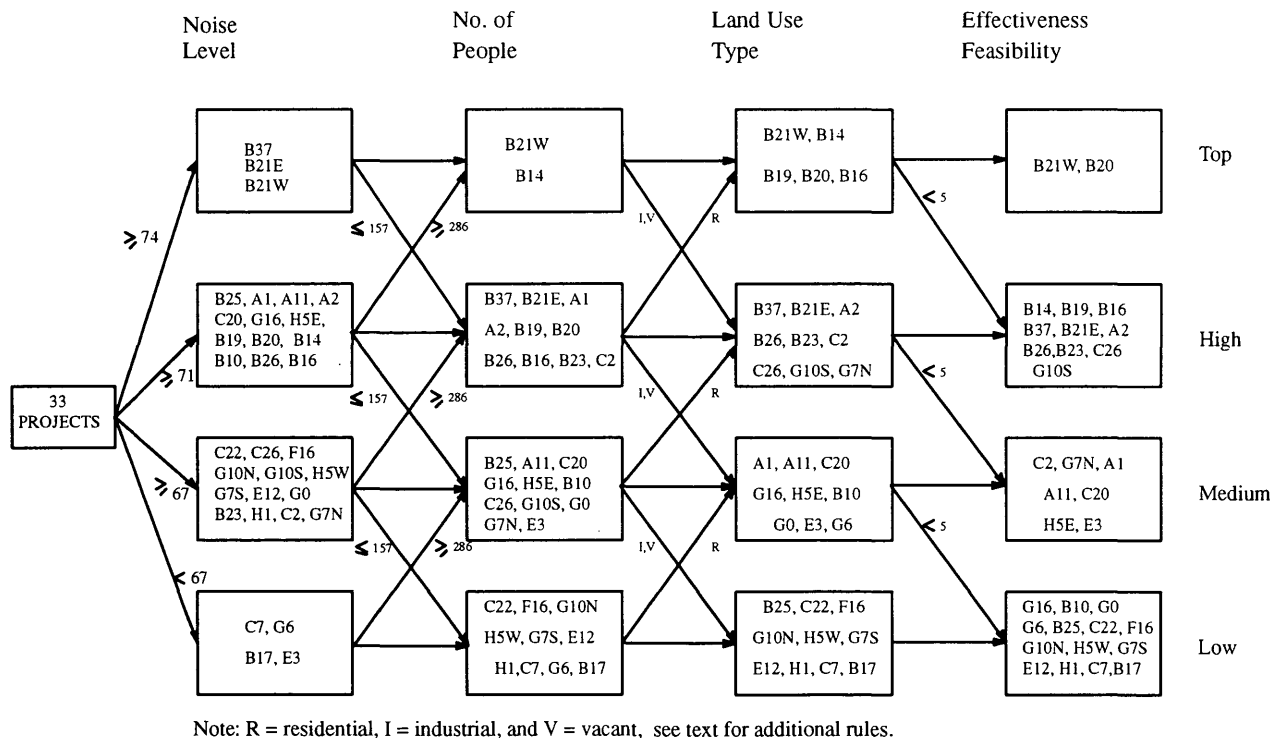 Noise Level
No. of People
Land Use Type
Effectiveness Feasibility
B37
B21E
B21W
B21W
B14
B21W, B14
B19, B20, B16
B21W, B20
Top
⩾ 74
⩽ 157
⩾ 286
I,V
R
< 5
B25, A1, A11, A2
C20, G16, H5E,
B19, B20, B14
B10, B26, B16
B37, B21E, A1
A2, B19, B20
B26, B16, B23, C2
B37, B21E, A2
B26, B23, C2
C26, G10S, G7N
B14, B19, B16
B37, B21E, A2
B26,B23, C26
G10S
High
⩾ 71
⩽ 157
⩾ 286
I,V
R
< 5
33
PROJECTS
C22, C26, F16
G10N, G10S, H5W
G7S, E12, G0
B23, H1, C2, G7N
B25, A11, C20
G16, H5E, B10
C26, G10S, G0
G7N, E3
A1, A11, C20
G16, H5E, B10
G0, E3, G6
C2, G7N, A1
A11, C20
H5E, E3
Medium
⩾ 67
⩽ 157
⩾ 286
I,V
R
< 5
< 67
C7, G6
B17, E3
C22, F16, G10N
H5W, G7S, E12
H1,C7, G6, B17
B25, C22, F16
G10N, H5W, G7S
E12, H1, C7, B17
G16, B10, G0
G6, B25, C22, F16
G10N, H5W, G7S
E12, H1, C7,B17
Low
Note: R = residential, I = industrial, and V = vacant, see text for additional rules.